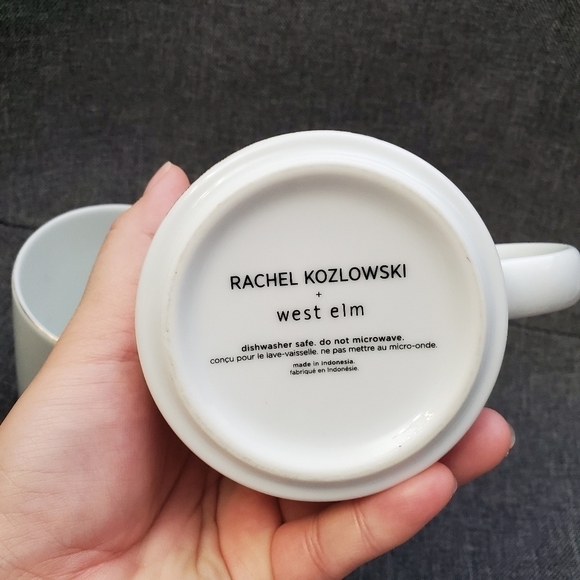 RACHEL KOZLOWSKI
+
west elm
dishwasher safe. do not microwave.
conçu pour le lave-vaisselle. ne pas mettre au micro-onde.
made in indonesia.
fabriqué en Indonésie.